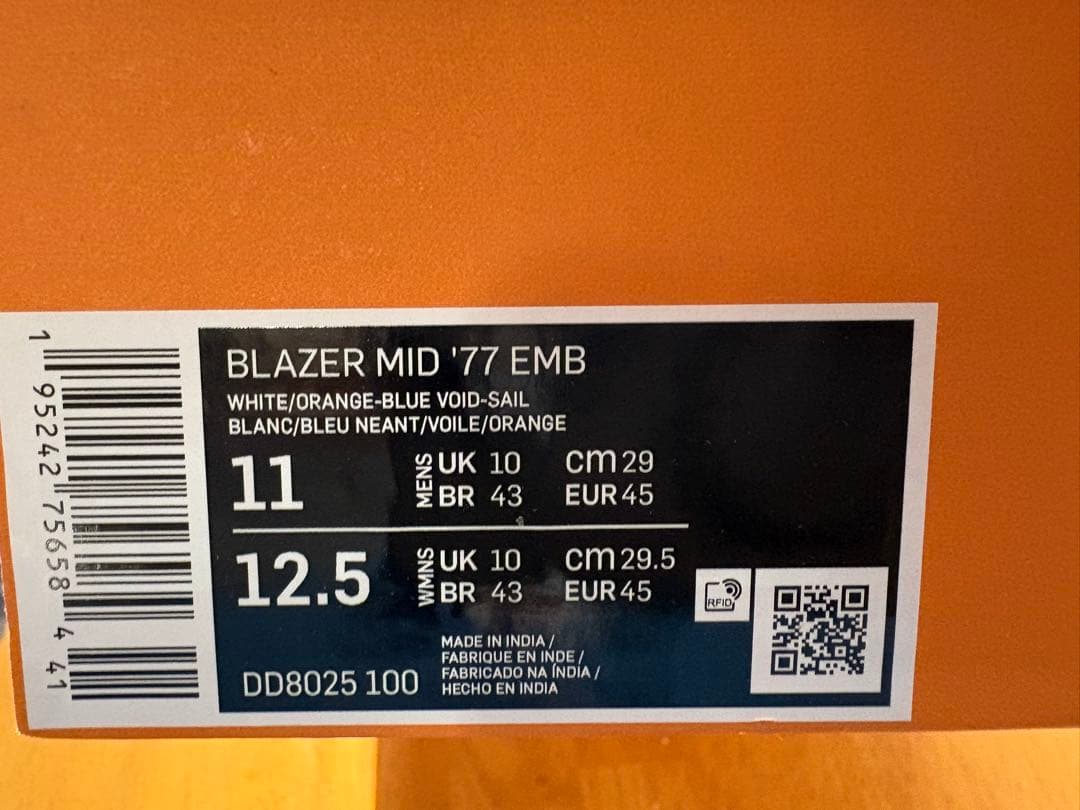 BLAZER MID '77 EMB
WHITE/ORANGE-BLUE VOID-SAIL
BLANC/BLEU NEANT/VOILE/ORANGE
11 MENS UK 10 cm 29
BR 43 EUR 45
12.5 WMNS UK 10 cm 29.5
BR 43 EUR 45
RFID
MADE IN INDIA /
FABRIQUE EN INDE /
FABRICADO NA ÍNDIA /
HECHO EN INDIA
DD8025 100
1 95242 75658 4 41